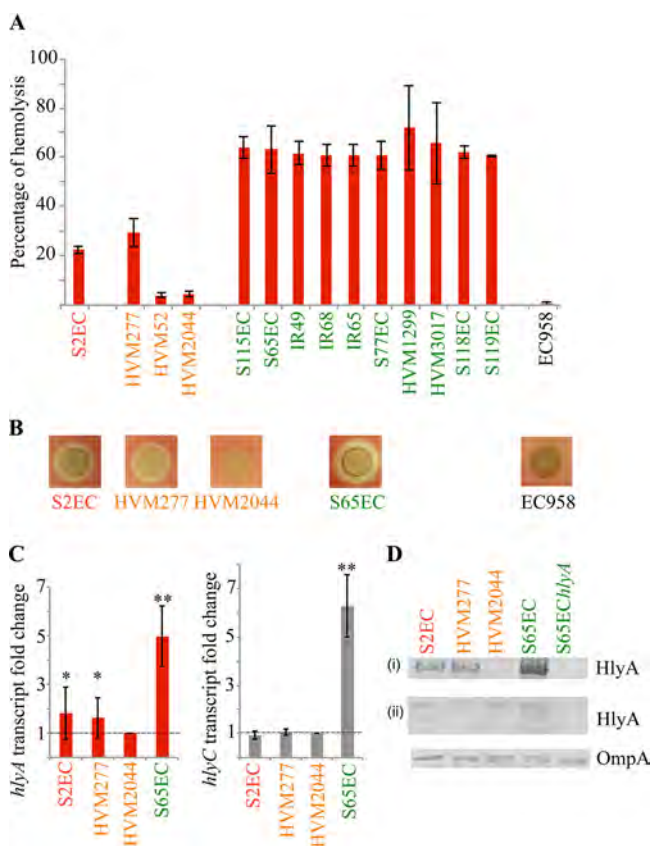 A
Percentage of hemolysis
100
80
60
40
20
S2EC
HVM277
HVM52
HVM2044
S115EC
S65EC
IR49
IR68
IR65
S77EC
HVM1299
HVM3017
S118EC
S119EC
EC958
B
S2EC
HVM277
HVM2044
S65EC
EC958
C
hlyA transcript fold change
7
5
3
1
*
*
**
S2EC
HVM277
HVM2044
S65EC
hlyC transcript fold change
7
5
3
1
**
S2EC
HVM277
HVM2044
S65EC
D
S2EC
HVM277
HVM2044
S65EC
S65EChlyA
(i)
HlyA
(ii)
HlyA
OmpA